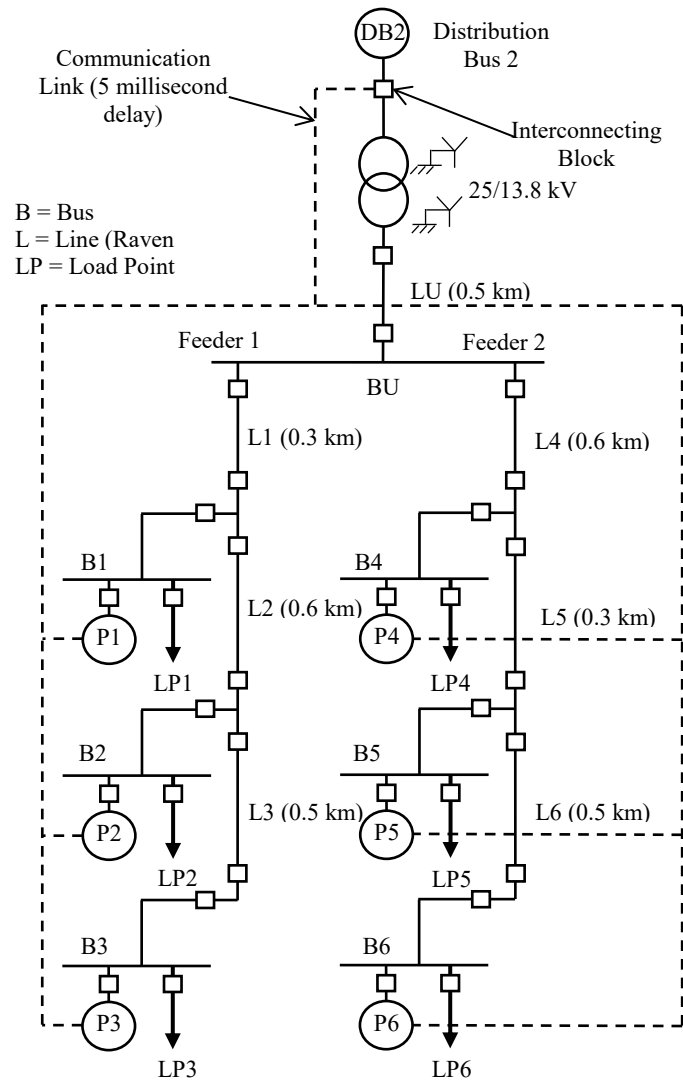 DB2
Distribution
Bus 2
Communication
Link (5 millisecond
delay)
Interconnecting
Block
25/13.8 kV
B = Bus
L = Line (Raven
LP = Load Point
LU (0.5 km)
Feeder 1
Feeder 2
BU
L1 (0.3 km)
L4 (0.6 km)
B1
B4
L2 (0.6 km)
L5 (0.3 km)
P1
P4
LP1
LP4
B2
B5
L3 (0.5 km)
L6 (0.5 km)
P2
P5
LP2
LP5
B3
B6
P3
P6
LP3
LP6